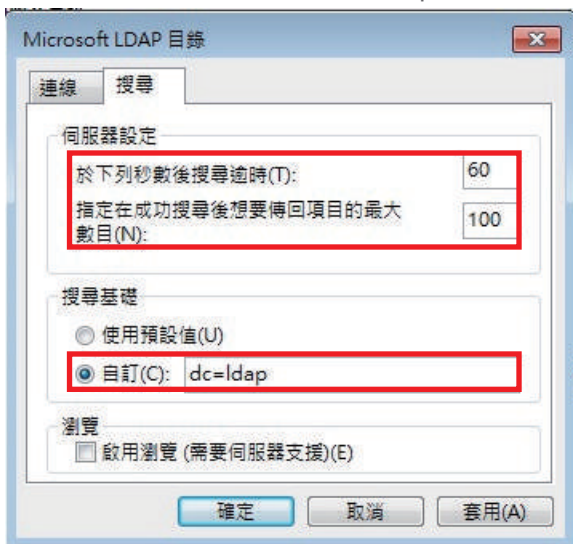 Microsoft LDAP 目錄
連線 搜尋
伺服器設定
於下列秒數後搜尋逾時(T): 60
指定在成功搜尋後想要傳回項目的最大
數目(N): 100
搜尋基礎
使用預設值(U)
自訂(C): dc=ldap
瀏覽
啟用瀏覽 (需要伺服器支援)(E)
確定 取消 套用(A)